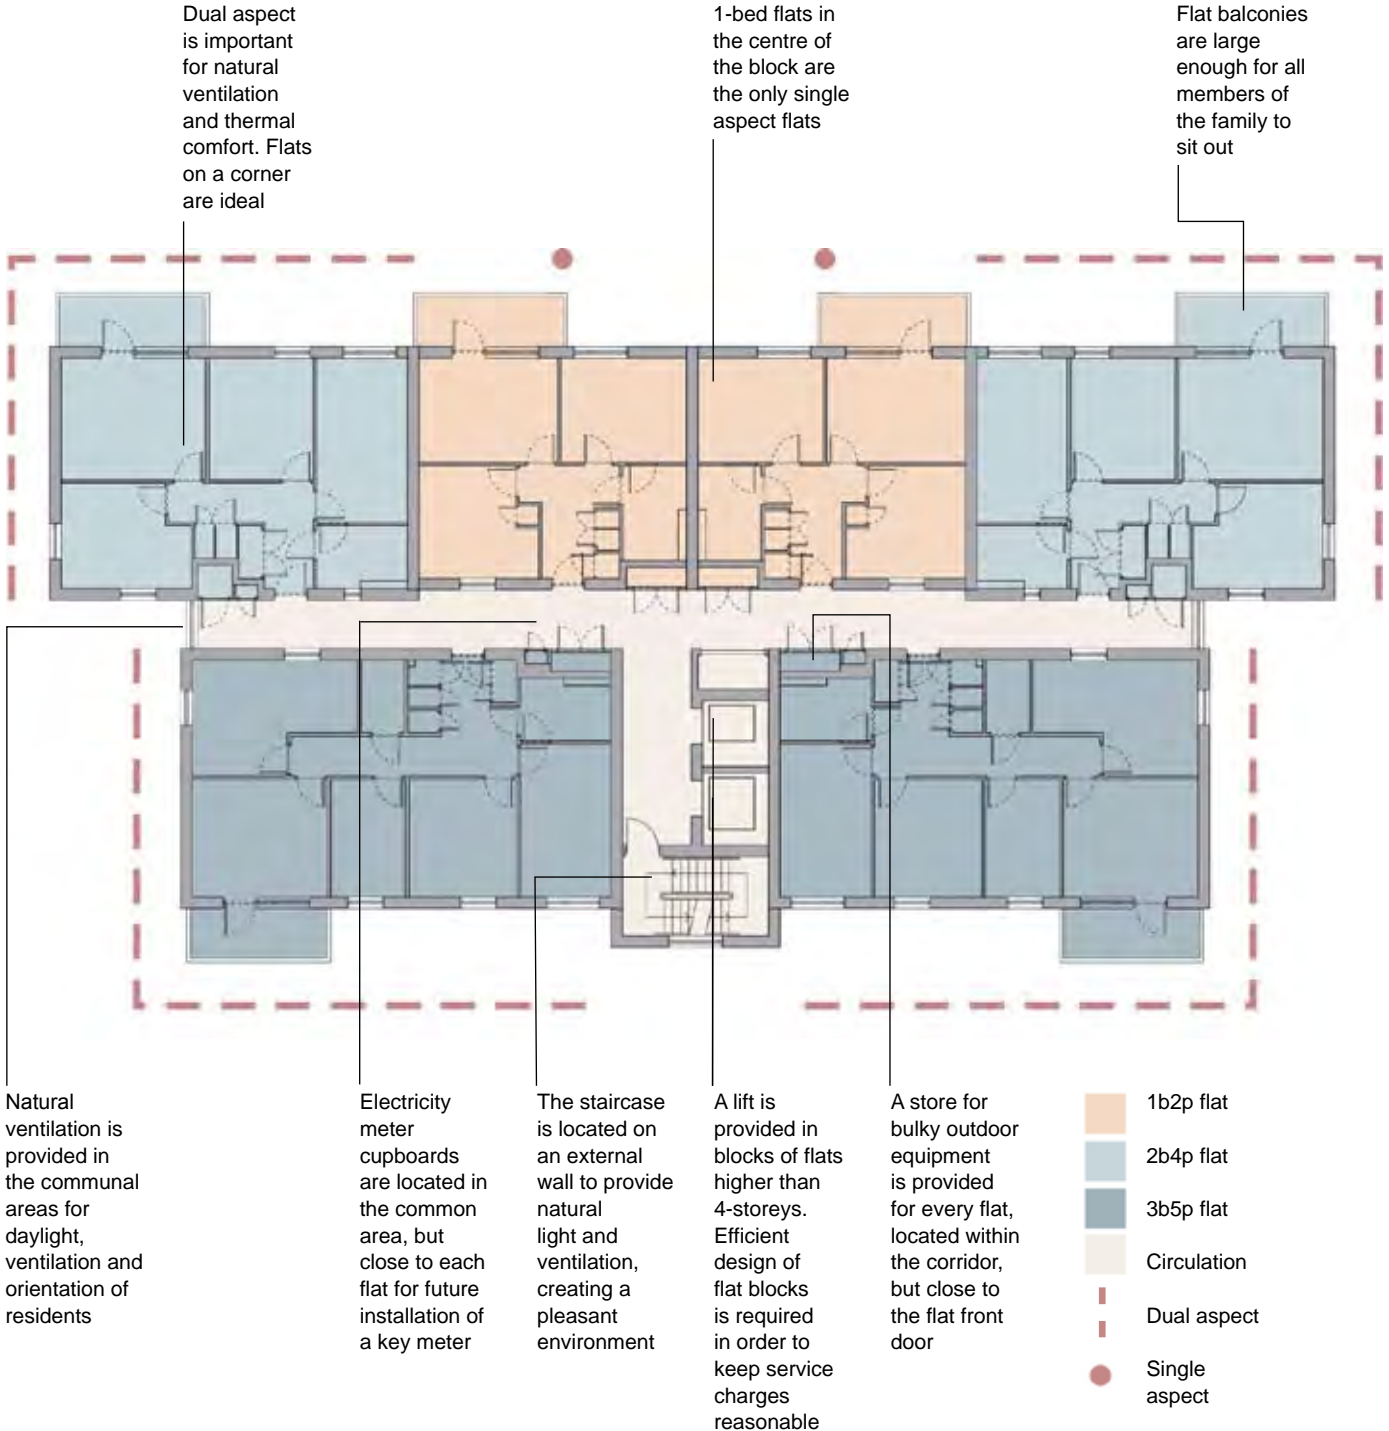 Dual aspect
is important
for natural
ventilation
and thermal
comfort. Flats
on a corner
are ideal
1-bed flats in
the centre of
the block are
the only single
aspect flats
Flat balconies
are large
enough for all
members of
the family to
sit out
Natural
ventilation is
provided in
the communal
areas for
daylight,
ventilation and
orientation of
residents
Electricity
meter
cupboards
are located in
the common
area, but
close to each
flat for future
installation of
a key meter
The staircase
is located on
an external
wall to provide
natural
light and
ventilation,
creating a
pleasant
environment
A lift is
provided in
blocks of flats
higher than
4-storeys.
Efficient
design of
flat blocks
is required
in order to
keep service
charges
reasonable
A store for
bulky outdoor
equipment
is provided
for every flat,
located within
the corridor,
but close to
the flat front
door
1b2p flat
2b4p flat
3b5p flat
Circulation
Dual aspect
Single
aspect